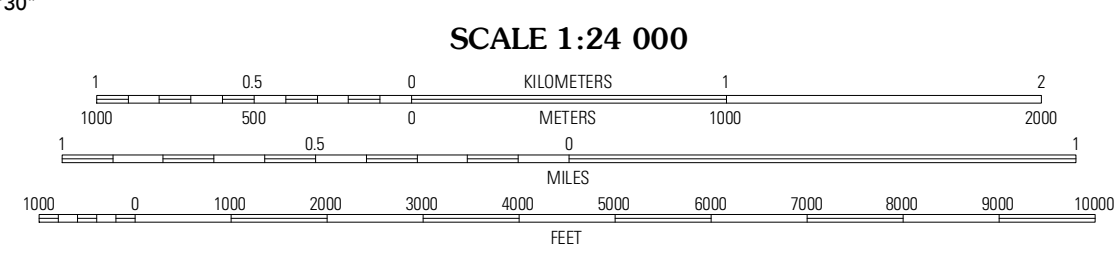 30"
SCALE 1:24 000
1 0.5 0 KILOMETERS 1 2
1000 500 0 METERS 1000 2000
1 0.5 0 1
MILES
1000 0 1000 2000 3000 4000 5000 6000 7000 8000 9000 10000
FEET